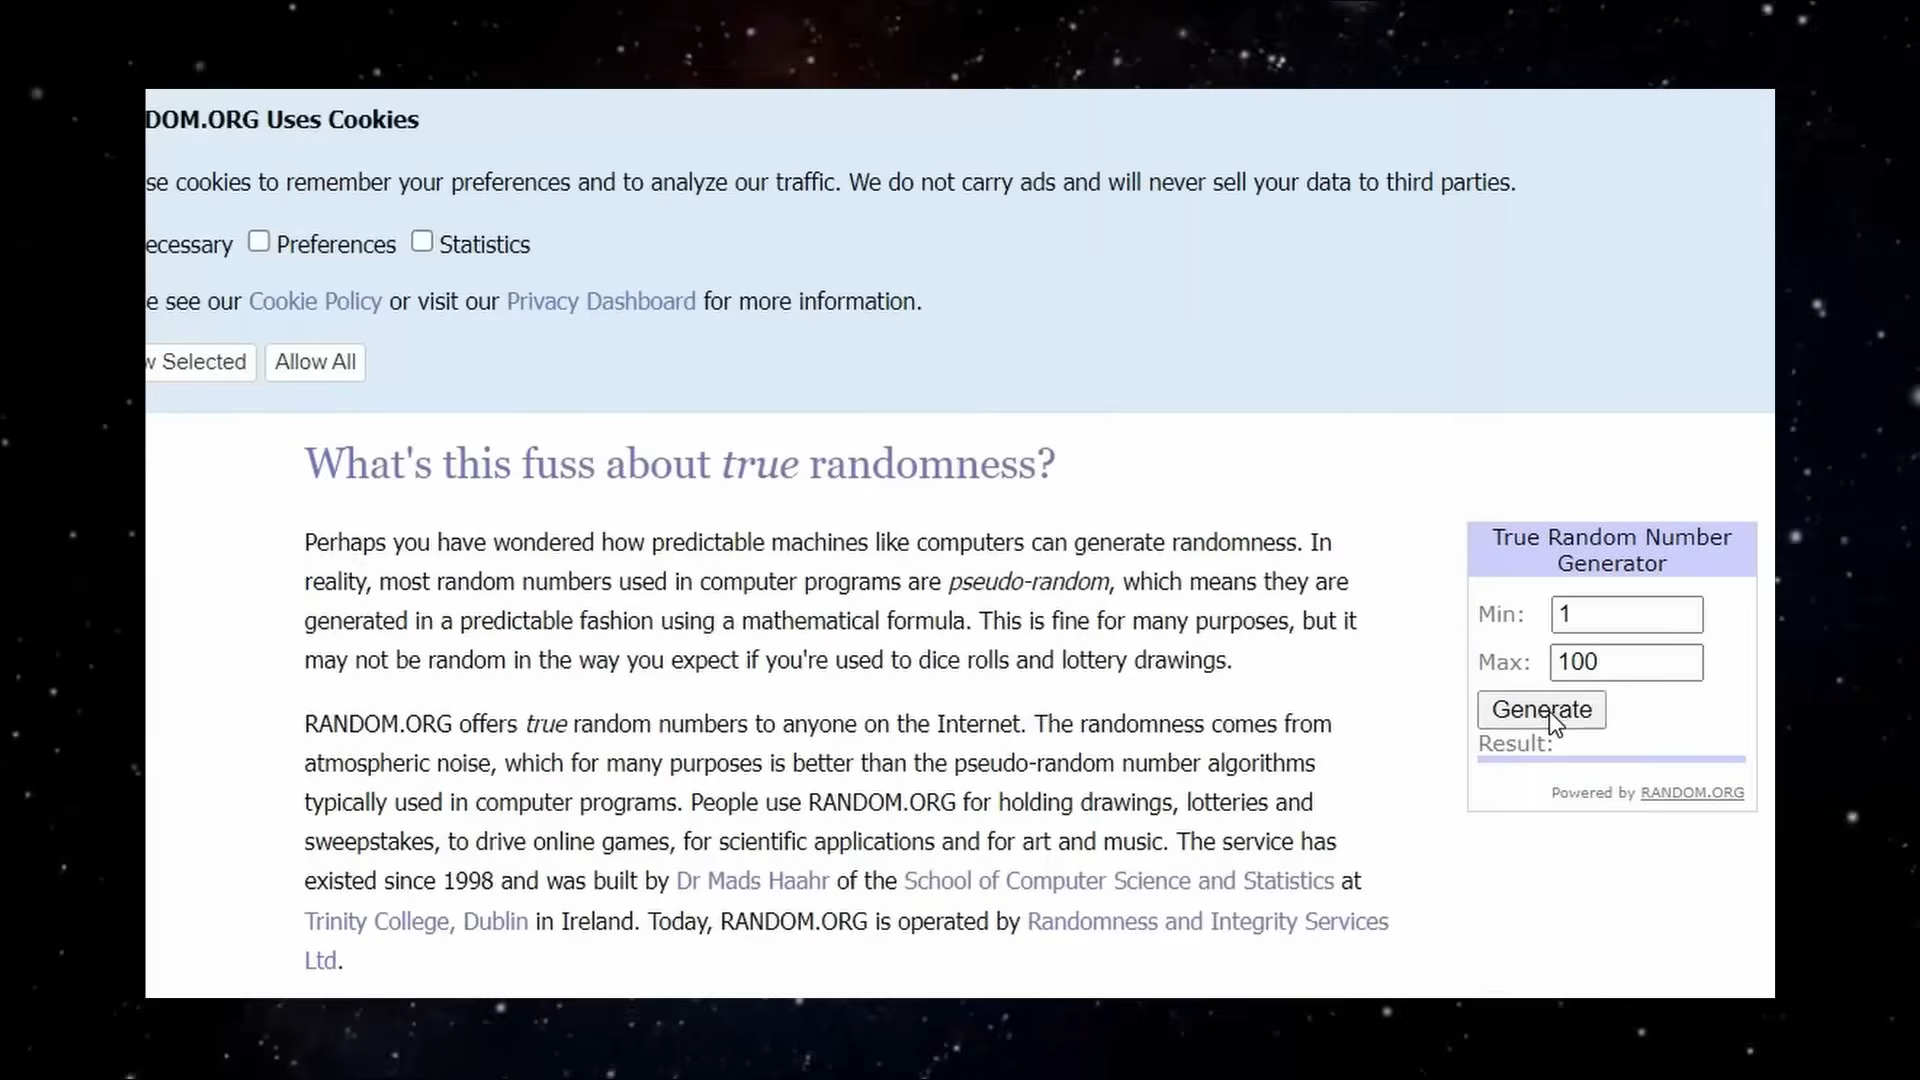 DOM.ORG Uses Cookies
se cookies to remember your preferences and to analyze our traffic. We do not carry ads and will never sell your data to third parties.
ecessary Preferences Statistics
e see our Cookie Policy or visit our Privacy Dashboard for more information.
w Selected Allow All
What's this fuss about true randomness?
Perhaps you have wondered how predictable machines like computers can generate randomness. In
reality, most random numbers used in computer programs are pseudo-random, which means they are
generated in a predictable fashion using a mathematical formula. This is fine for many purposes, but it
may not be random in the way you expect if you're used to dice rolls and lottery drawings.
RANDOM.ORG offers true random numbers to anyone on the Internet. The randomness comes from
atmospheric noise, which for many purposes is better than the pseudo-random number algorithms
typically used in computer programs. People use RANDOM.ORG for holding drawings, lotteries and
sweepstakes, to drive online games, for scientific applications and for art and music. The service has
existed since 1998 and was built by Dr Mads Haahr of the School of Computer Science and Statistics at
Trinity College, Dublin in Ireland. Today, RANDOM.ORG is operated by Randomness and Integrity Services
Ltd.
True Random Number
Generator
Min: 1
Max: 100
Generate
Result:
Powered by RANDOM.ORG